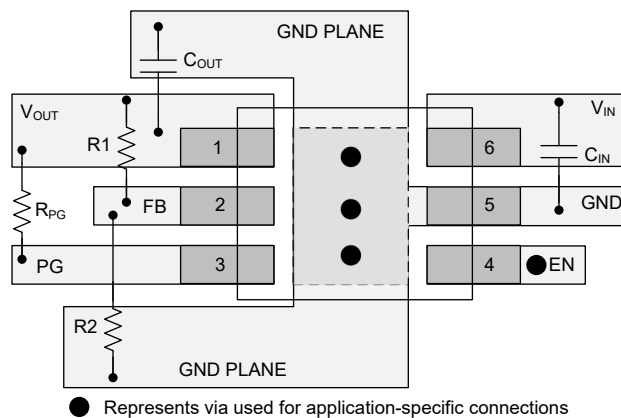 GND PLANE
COUT
VOUT
VIN
R1
1
6
CIN
RPG
FB
2
5
GND
PG
3
4
EN
R2
GND PLANE
Represents via used for application-specific connections